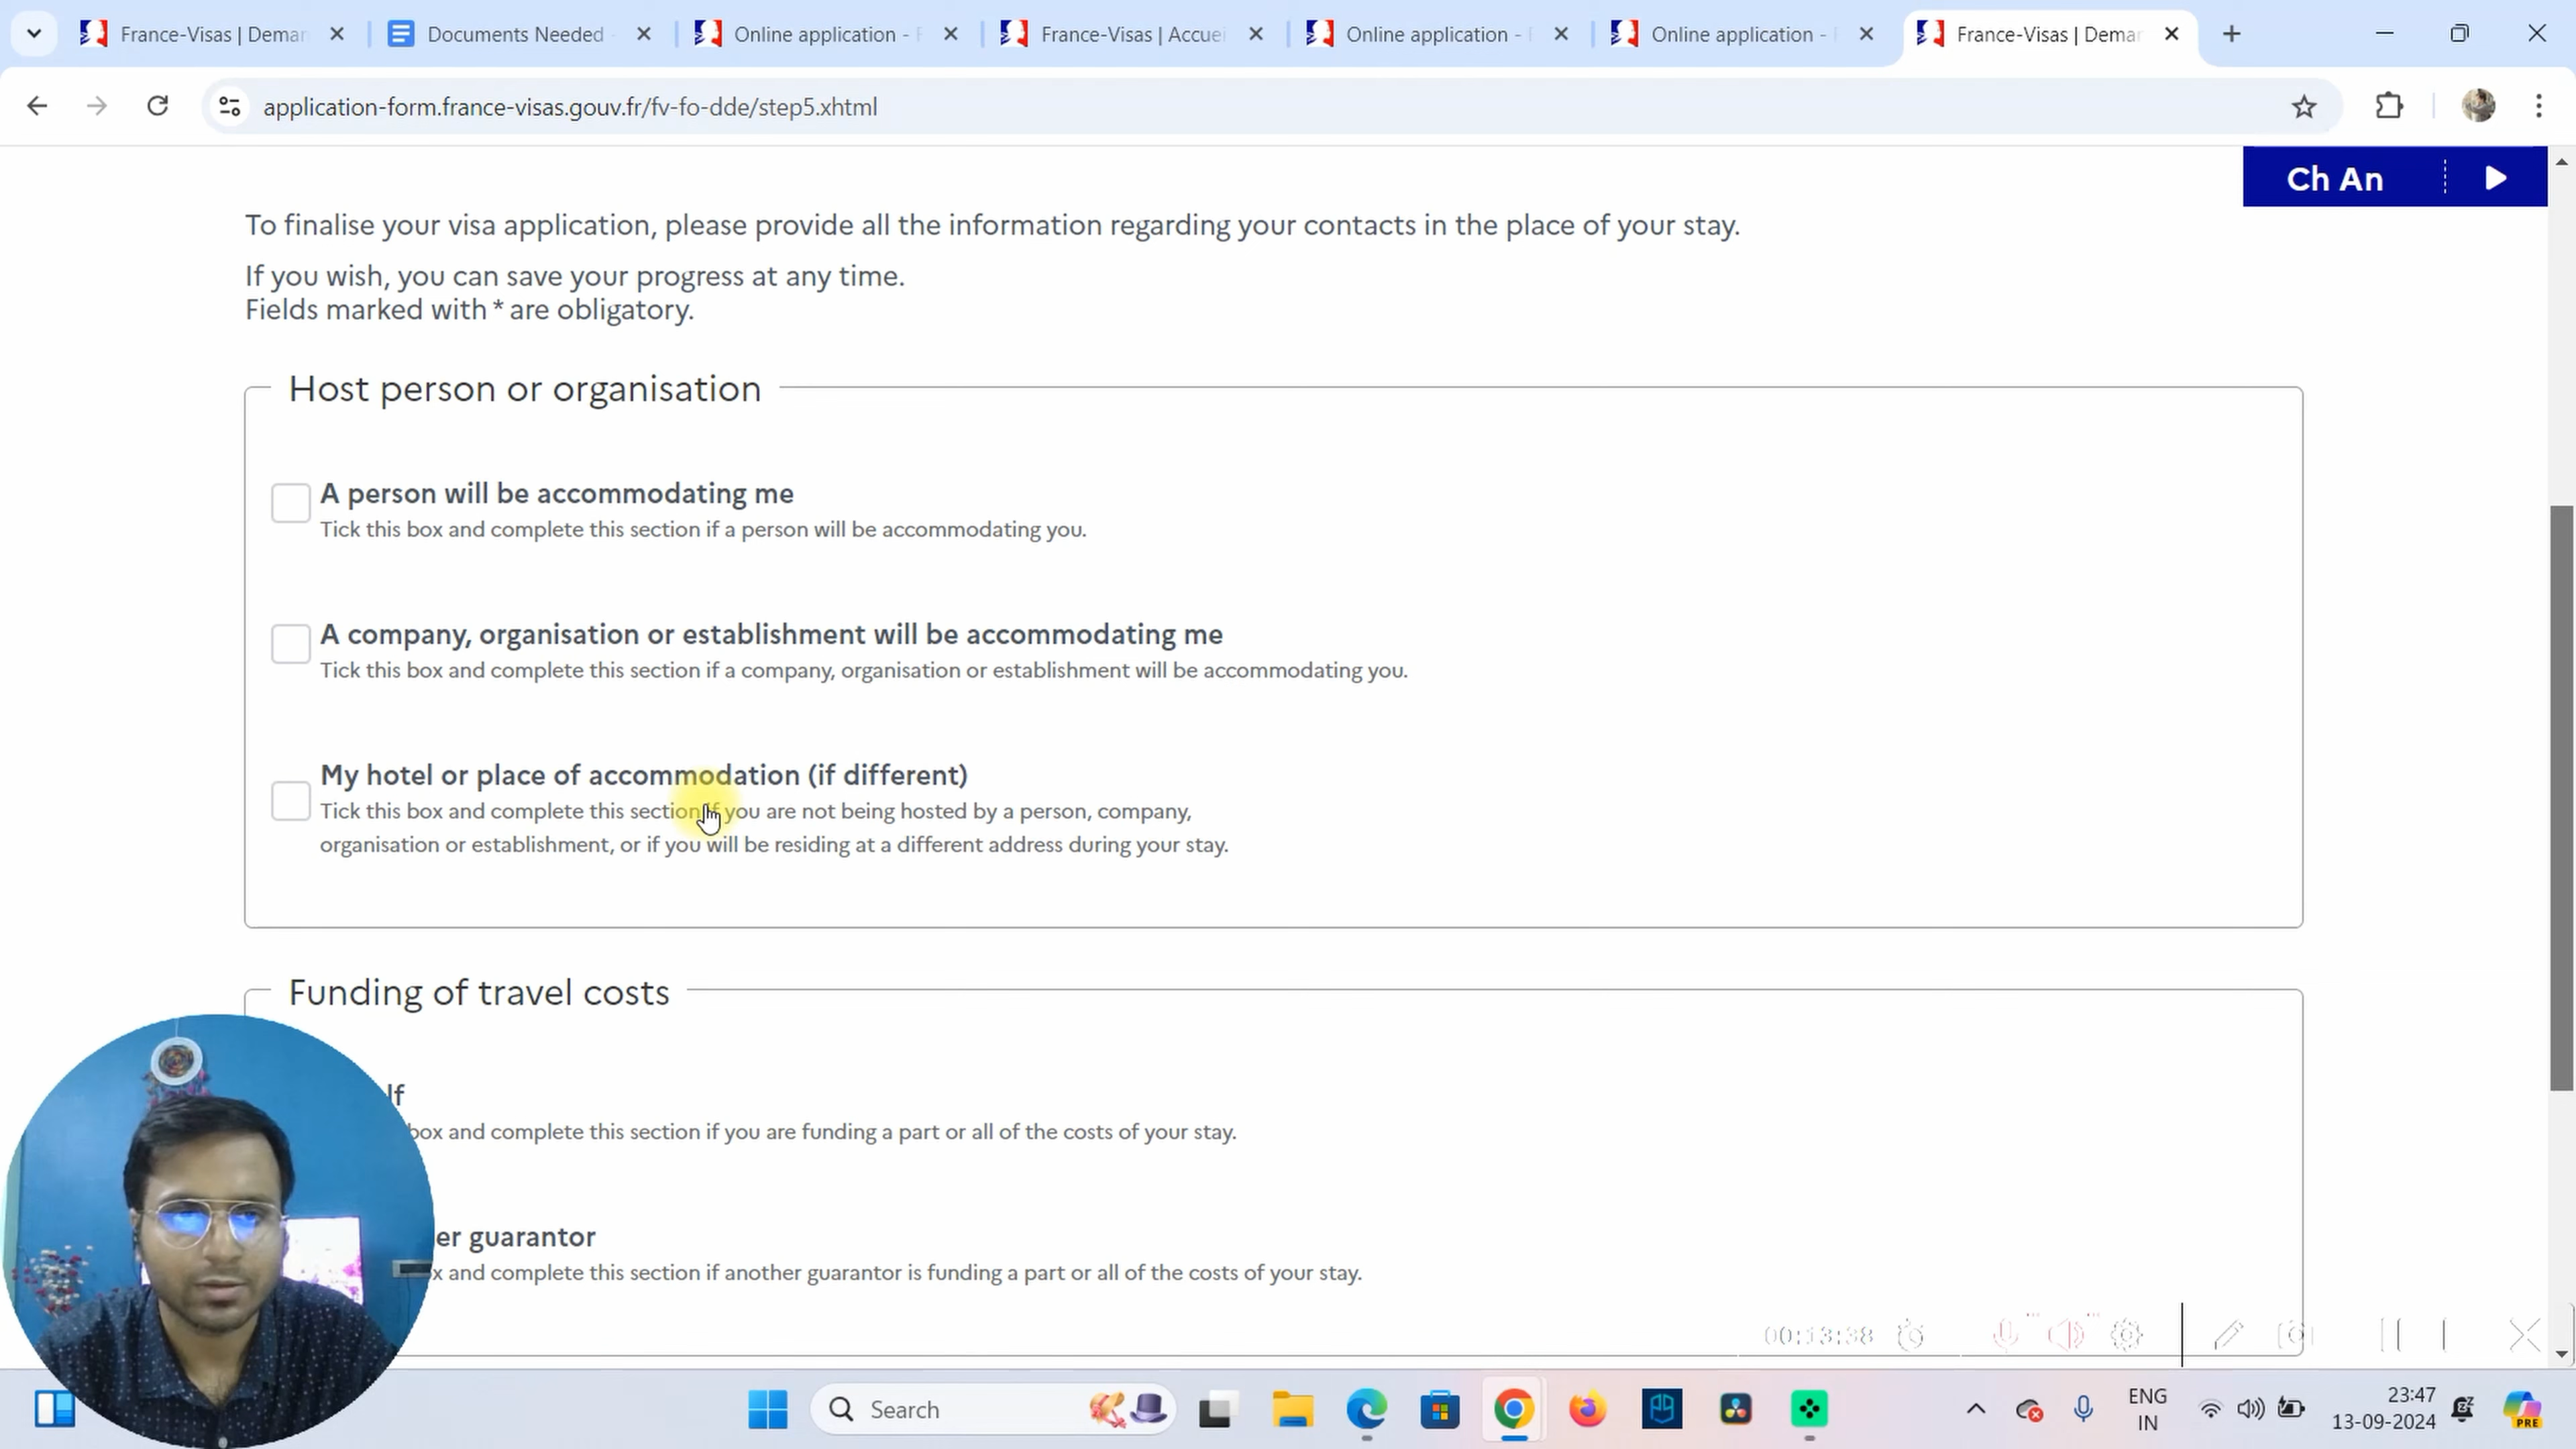 France-Visas | Demar
Documents Needed
Online application -
France-Visas | Accuei
Online application -
Online application -
France-Visas | Demar
application-form.france-visas.gouv.fr/fv-fo-dde/step5.xhtml
Ch An
To finalise your visa application, please provide all the information regarding your contacts in the place of your stay.
If you wish, you can save your progress at any time.
Fields marked with * are obligatory.
Host person or organisation
A person will be accommodating me
Tick this box and complete this section if a person will be accommodating you.
A company, organisation or establishment will be accommodating me
Tick this box and complete this section if a company, organisation or establishment will be accommodating you.
My hotel or place of accommodation (if different)
Tick this box and complete this section if you are not being hosted by a person, company,
organisation or establishment, or if you will be residing at a different address during your stay.
Funding of travel costs
lf
box and complete this section if you are funding a part or all of the costs of your stay.
er guarantor
x and complete this section if another guarantor is funding a part or all of the costs of your stay.
00:13:38
Search
ENG
IN
23:47
13-09-2024
PRE